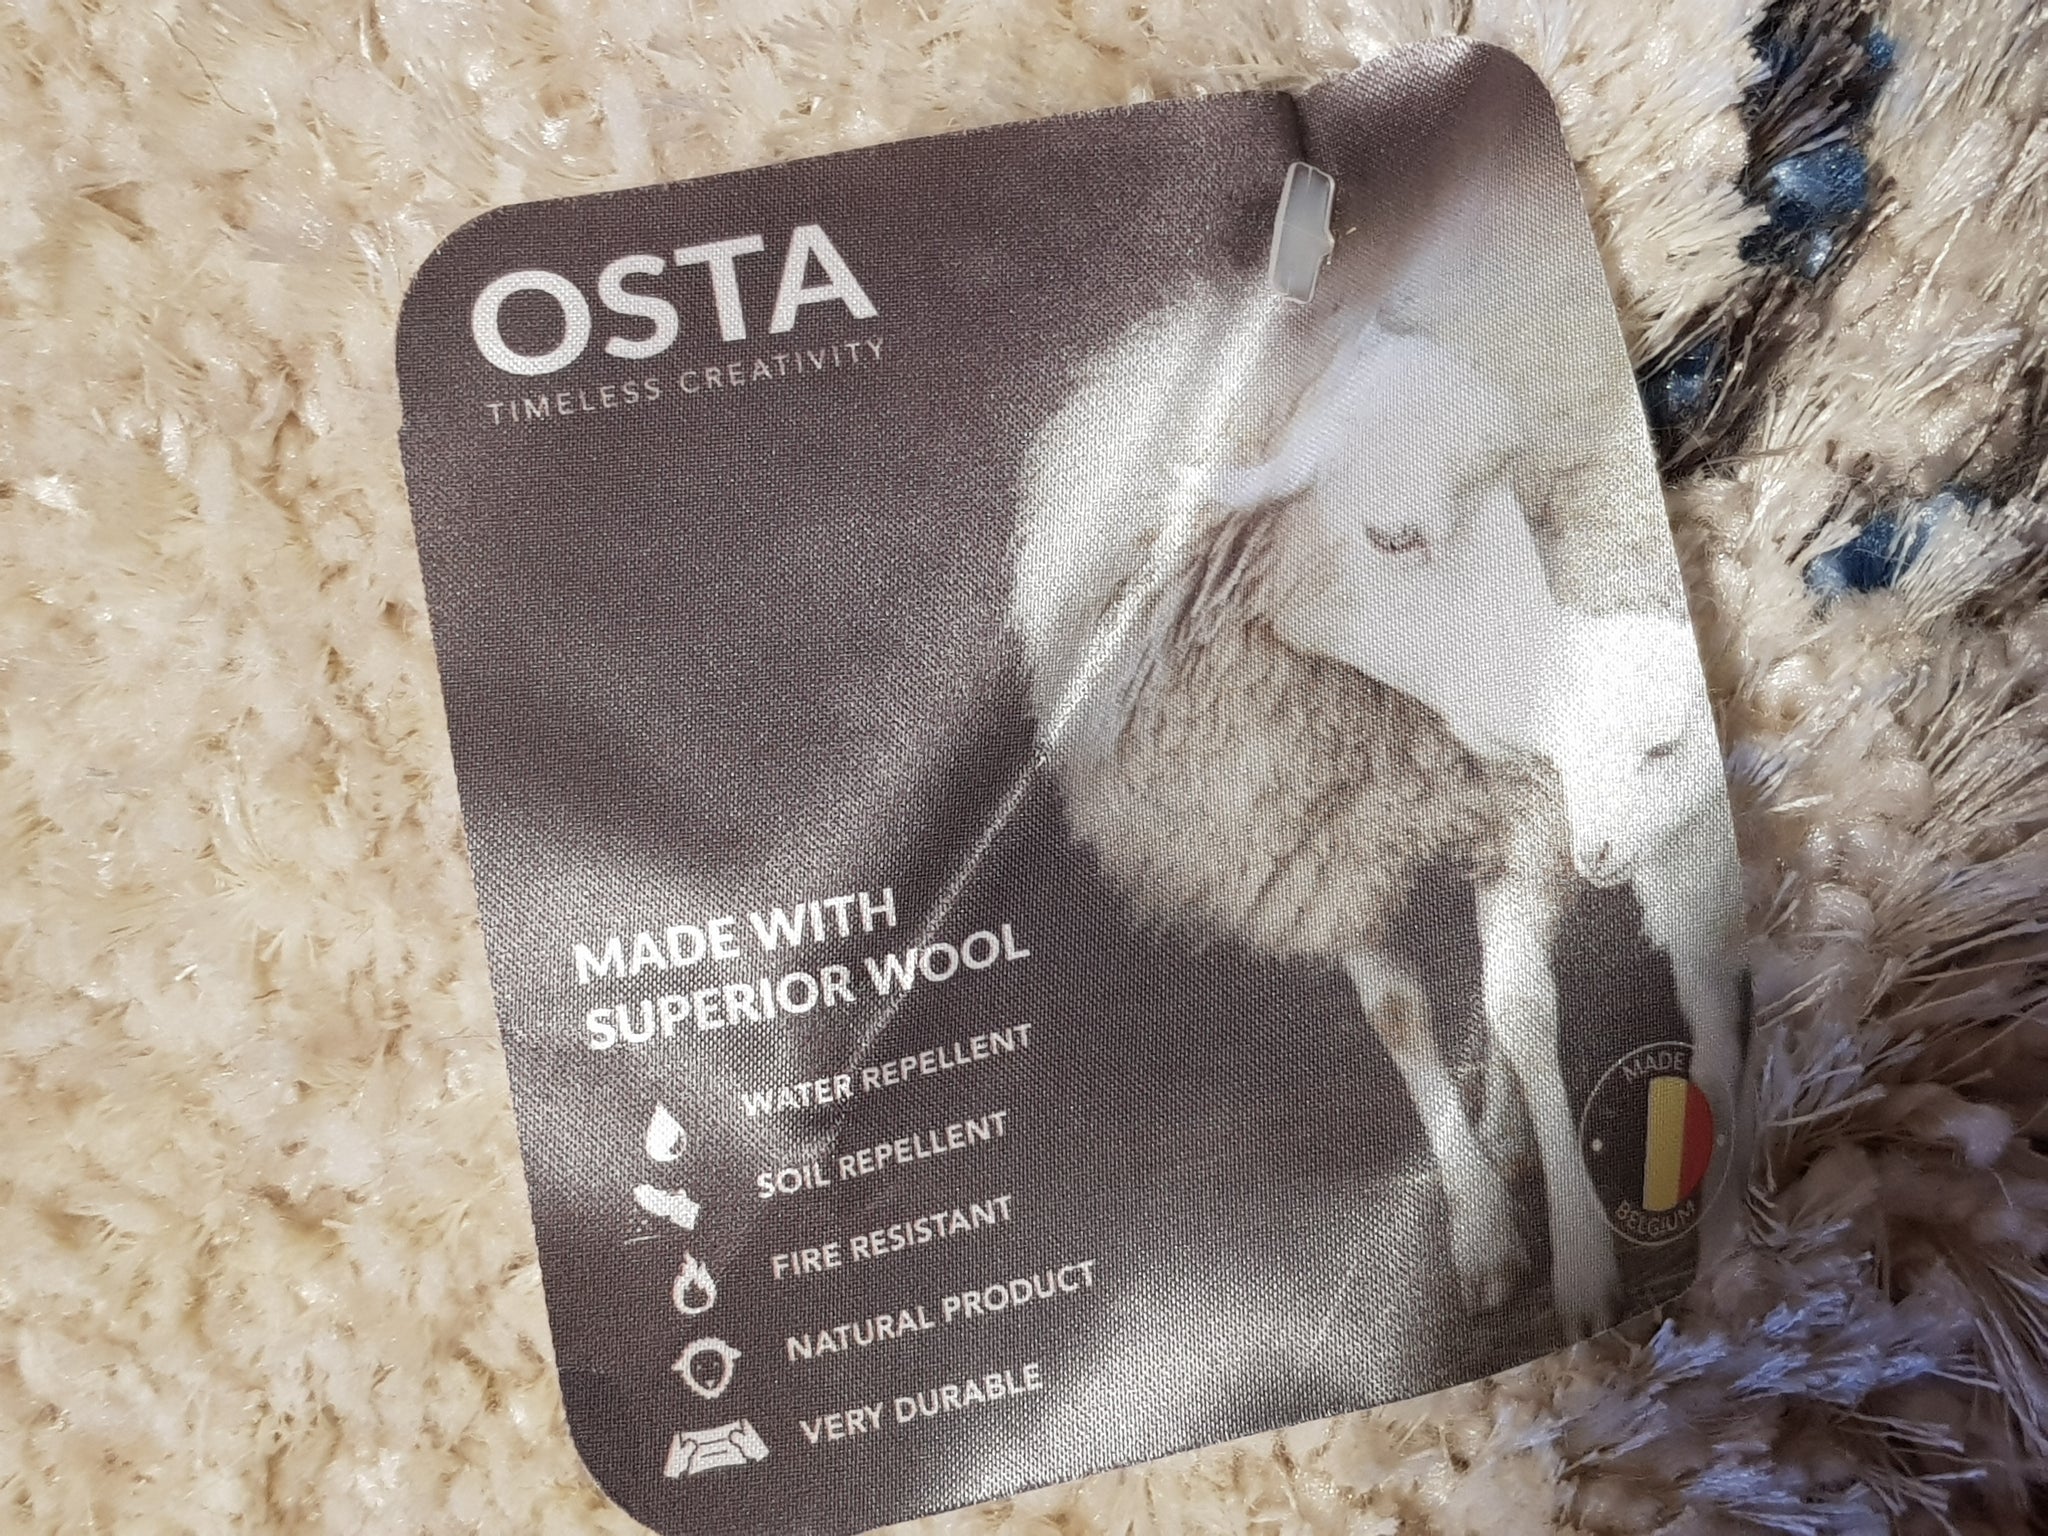 OSTA
TIMELESS CREATIVITY
MADE WITH
SUPERIOR WOOL
WATER REPELLENT
SOIL REPELLENT
FIRE RESISTANT
NATURAL PRODUCT
VERY DURABLE
MADE
BELGIUM